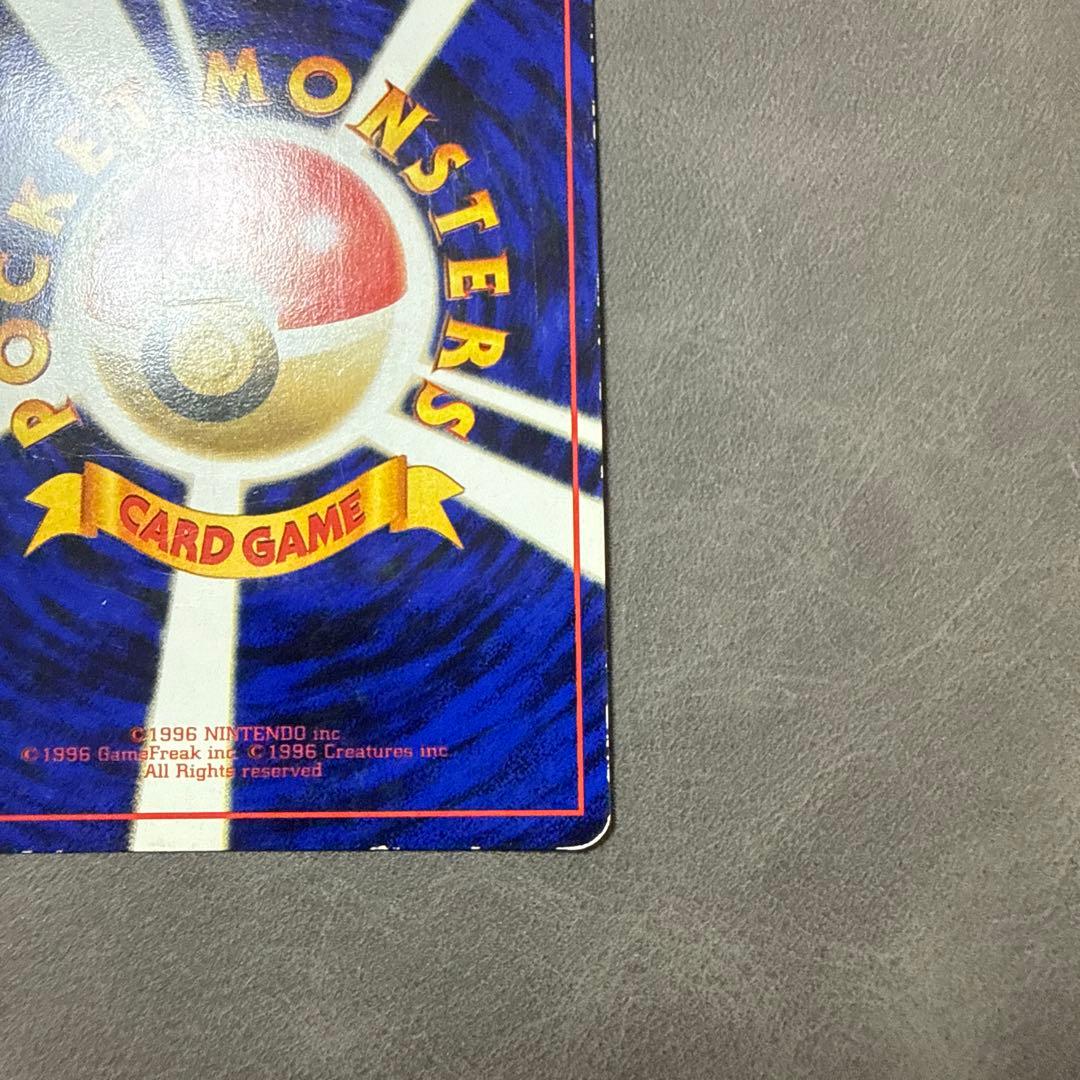 POCKET MONSTERS
CARD GAME
©1996 NINTENDO inc
©1996 GameFreak inc. ©1996 Creatures inc.
All Rights reserved